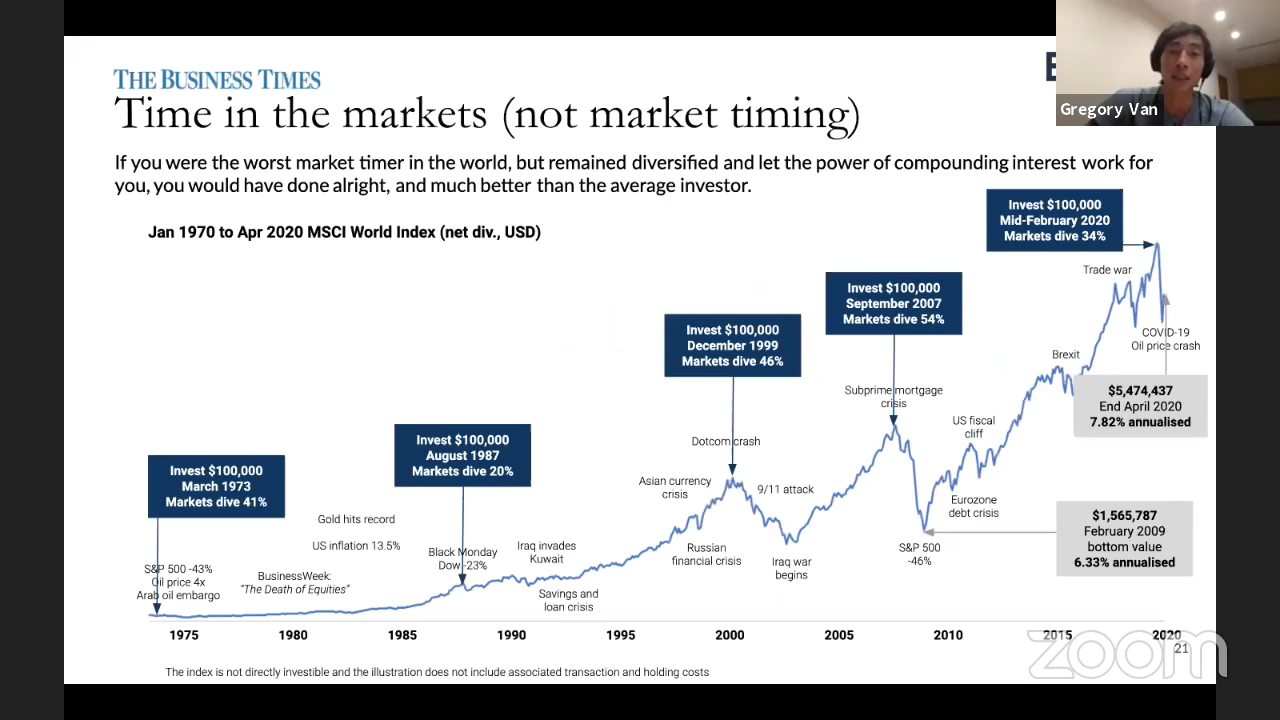 THE BUSINESS TIMES
Time in the markets (not market timing)
If you were the worst market timer in the world, but remained diversified and let the power of compounding interest work for
you, you would have done alright, and much better than the average investor.
Gregory Van
Jan 1970 to Apr 2020 MSCI World Index (net div., USD)
Invest $100,000
Mid-February 2020
Markets dive 34%
Trade war
Invest $100,000
September 2007
Markets dive 54%
Invest $100,000
December 1999
Markets dive 46%
COVID-19
Oil price crash
Brexit
Subprime mortgage
crisis
$5,474,437
End April 2020
7.82% annualised
US fiscal
cliff
Invest $100,000
August 1987
Markets dive 20%
Dotcom crash
Invest $100,000
March 1973
Markets dive 41%
Asian currency
crisis
9/11 attack
Eurozone
debt crisis
Gold hits record
US inflation 13.5%
$1,565,787
February 2009
bottom value
6.33% annualised
Black Monday
Dow -23%
Iraq invades
Kuwait
Russian
financial crisis
Iraq war
begins
S&P 500
-46%
S&P 500 -43%
Oil price 4x
Arab oil embargo
BusinessWeek:
"The Death of Equities"
Savings and
loan crisis
1975 1980 1985 1990 1995 2000 2005 2010 2015 2020
21
zoom
The index is not directly investible and the illustration does not include associated transaction and holding costs